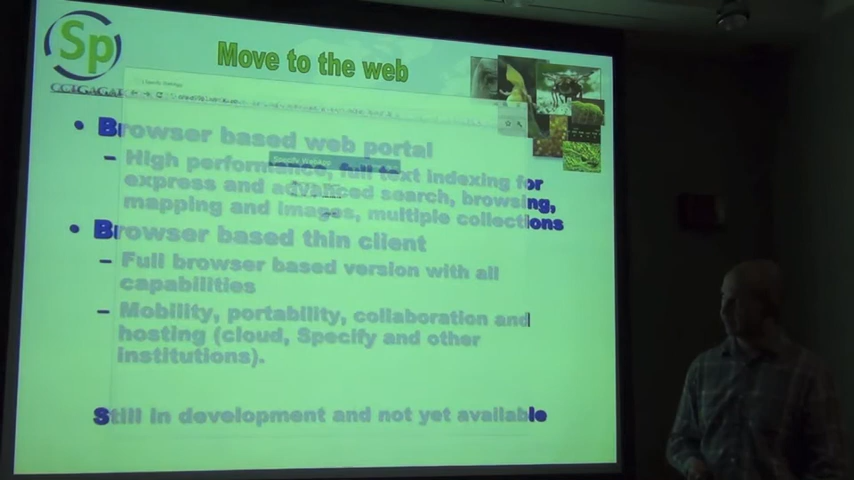 Sp
Move to the web
• Browser based web portal
– High performance, full text indexing for
express and advanced search, browsing,
mapping and images, multiple collections
• Browser based thin client
– Full browser based version with all
capabilities
– Mobility, portability, collaboration and
hosting (cloud, Specify and other
institutions).
Still in development and not yet available